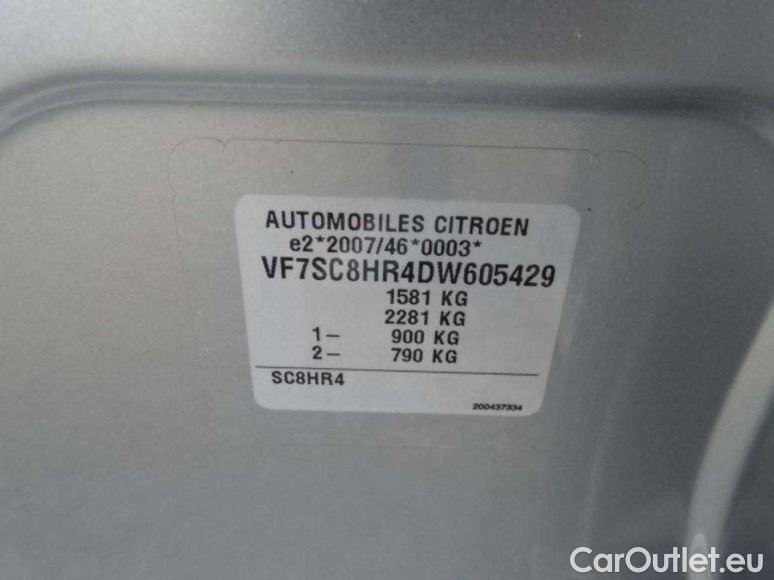 AUTOMOBILES CITROEN
e2*2007/46*0003*
VF7SC8HR4DW605429
1581 KG
2281 KG
1- 900 KG
2- 790 KG
SC8HR4
200437334
CarOutlet.eu